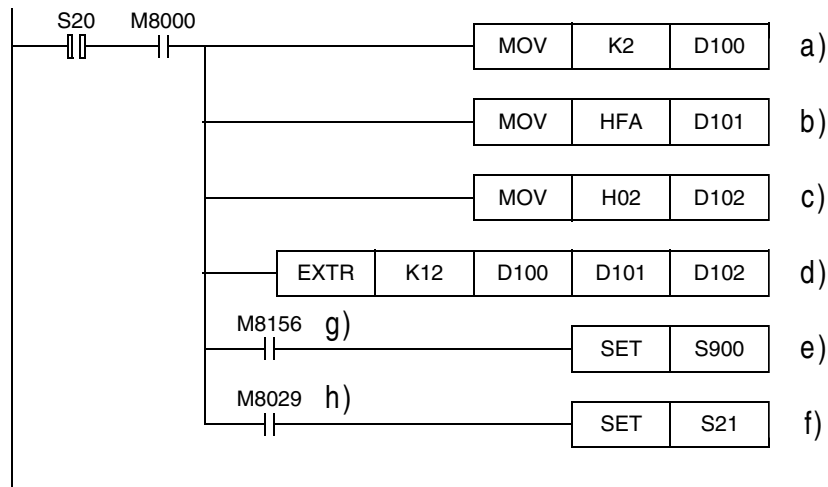 S20 M8000
MOV K2 D100 a)
MOV HFA D101 b)
MOV H02 D102 c)
EXTR K12 D100 D101 D102 d)
M8156 g)
SET S900 e)
M8029 h)
SET S21 f)